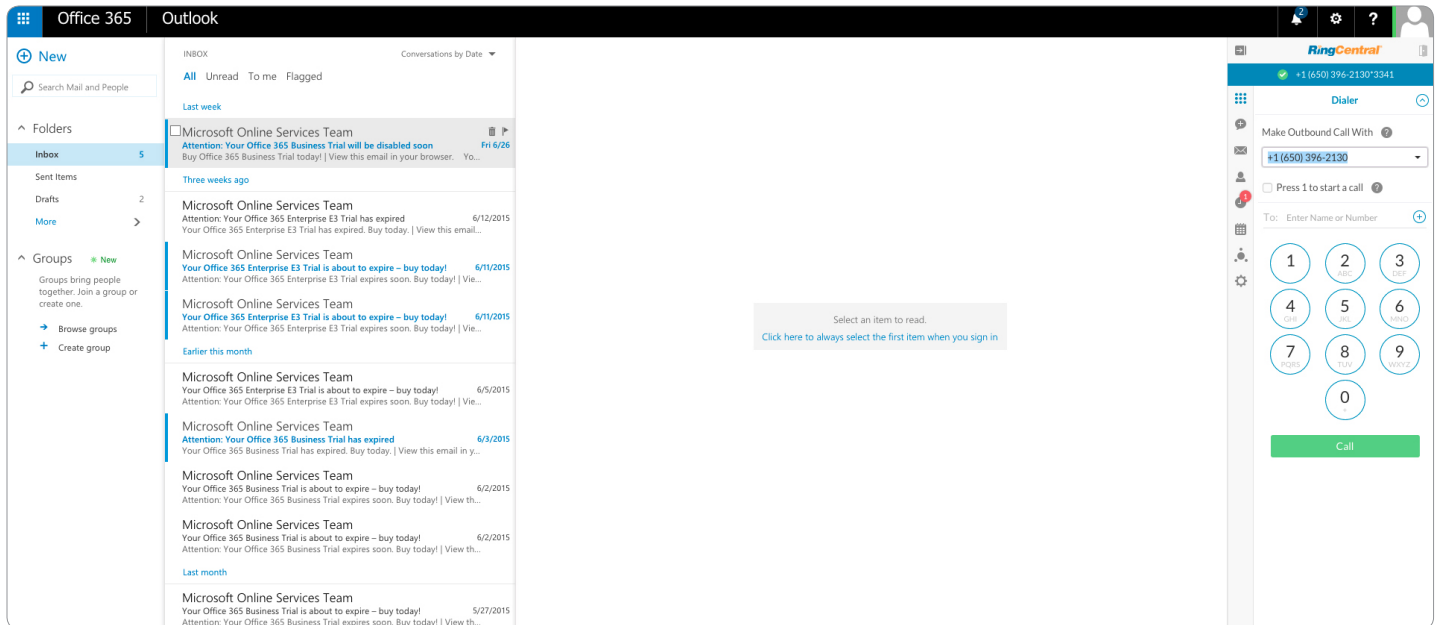 Office 365
Outlook
2
?
New
Search Mail and People
Folders
Inbox 5
Sent Items
Drafts 2
More
Groups New
Groups bring people
together. Join a group or
create one.
Browse groups
Create group
INBOX Conversations by Date
All Unread To me Flagged
Last week
Microsoft Online Services Team
Attention: Your Office 365 Business Trial will be disabled soon Fri 6/26
Buy Office 365 Business Trial today! | View this email in your browser. Yo...
Three weeks ago
Microsoft Online Services Team
Attention: Your Office 365 Enterprise E3 Trial has expired 6/12/2015
Your Office 365 Enterprise E3 Trial has expired. Buy today. | View this email...
Microsoft Online Services Team
Your Office 365 Enterprise E3 Trial is about to expire – buy today! 6/11/2015
Attention: Your Office 365 Enterprise E3 Trial expires soon. Buy today! | Vie...
Microsoft Online Services Team
Your Office 365 Enterprise E3 Trial is about to expire – buy today! 6/11/2015
Attention: Your Office 365 Enterprise E3 Trial expires soon. Buy today! | Vie...
Earlier this month
Microsoft Online Services Team
Your Office 365 Enterprise E3 Trial is about to expire – buy today! 6/5/2015
Attention: Your Office 365 Enterprise E3 Trial expires soon. Buy today! | Vie...
Microsoft Online Services Team
Attention: Your Office 365 Business Trial has expired 6/3/2015
Your Office 365 Business Trial has expired. Buy today. | View this email in y...
Microsoft Online Services Team
Your Office 365 Business Trial is about to expire – buy today! 6/2/2015
Attention: Your Office 365 Business Trial expires soon. Buy today! | View th...
Microsoft Online Services Team
Your Office 365 Business Trial is about to expire – buy today! 6/2/2015
Attention: Your Office 365 Business Trial expires soon. Buy today! | View th...
Last month
Microsoft Online Services Team
Your Office 365 Business Trial is about to expire – buy today! 5/27/2015
Attention: Your Office 365 Business Trial expires soon. Buy today! | View th...
Select an item to read.
Click here to always select the first item when you sign in
RingCentral
+1 (650) 396-2130*3341
Dialer
Make Outbound Call With ?
+1 (650) 396-2130
Press 1 to start a call ?
1
To: Enter Name or Number
1 2 3
ABC DEF
4 5 6
GHI JKL MNO
7 8 9
PQRS TUV WXYZ
0
+
Call